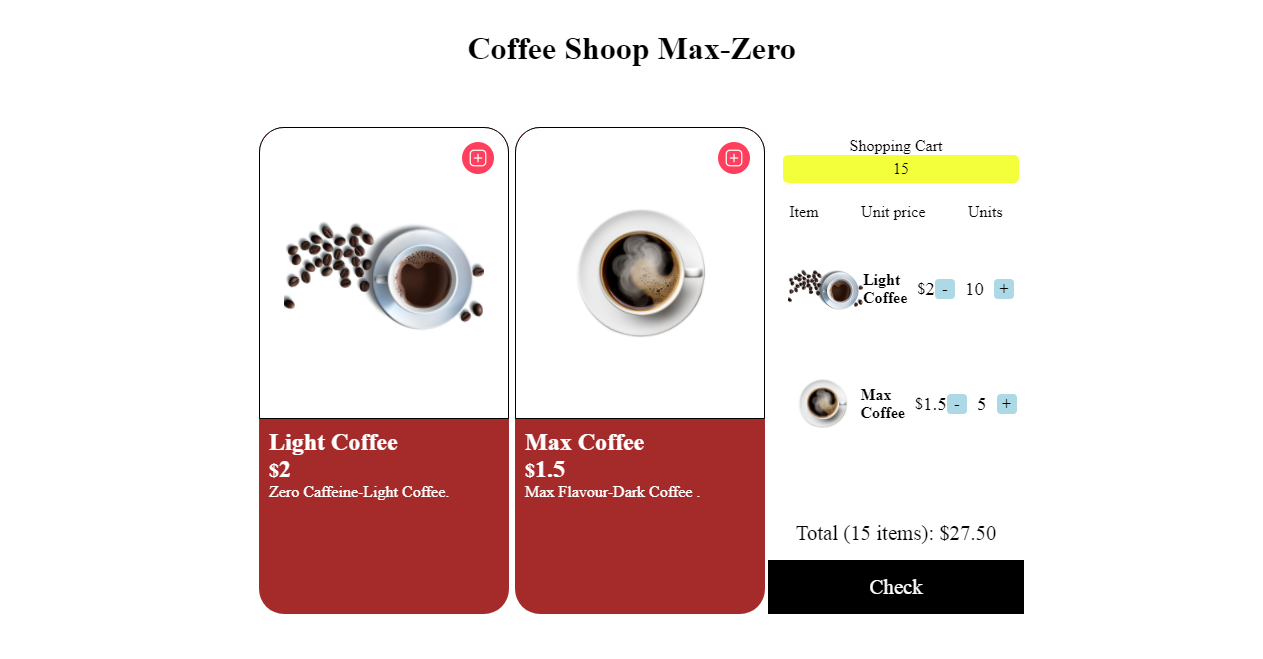 Coffee Shoop Max-Zero
Light Coffee
$2
Zero Caffeine-Light Coffee.
Max Coffee
$1.5
Max Flavour-Dark Coffee .
Shopping Cart
15
Item Unit price Units
Light
Coffee
$2 - 10 +
Max
Coffee
$1.5 - 5 +
Total (15 items): $27.50
Check